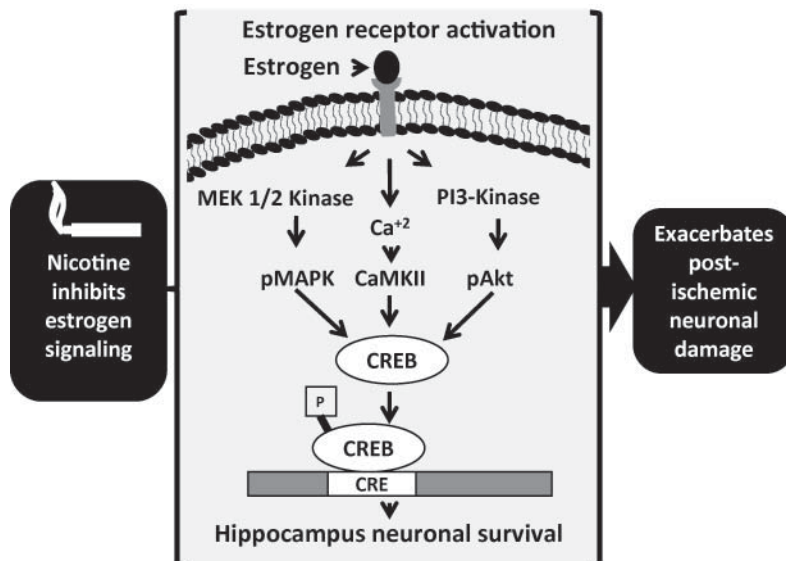 Estrogen receptor activation
Estrogen
MEK 1/2 Kinase
PI3-Kinase
Ca+2
pMAPK
CaMKII
pAkt
CREB
P
CREB
CRE
Hippocampus neuronal survival
Nicotine
inhibits
estrogen
signaling
Exacerbates
post-
ischemic
neuronal
damage